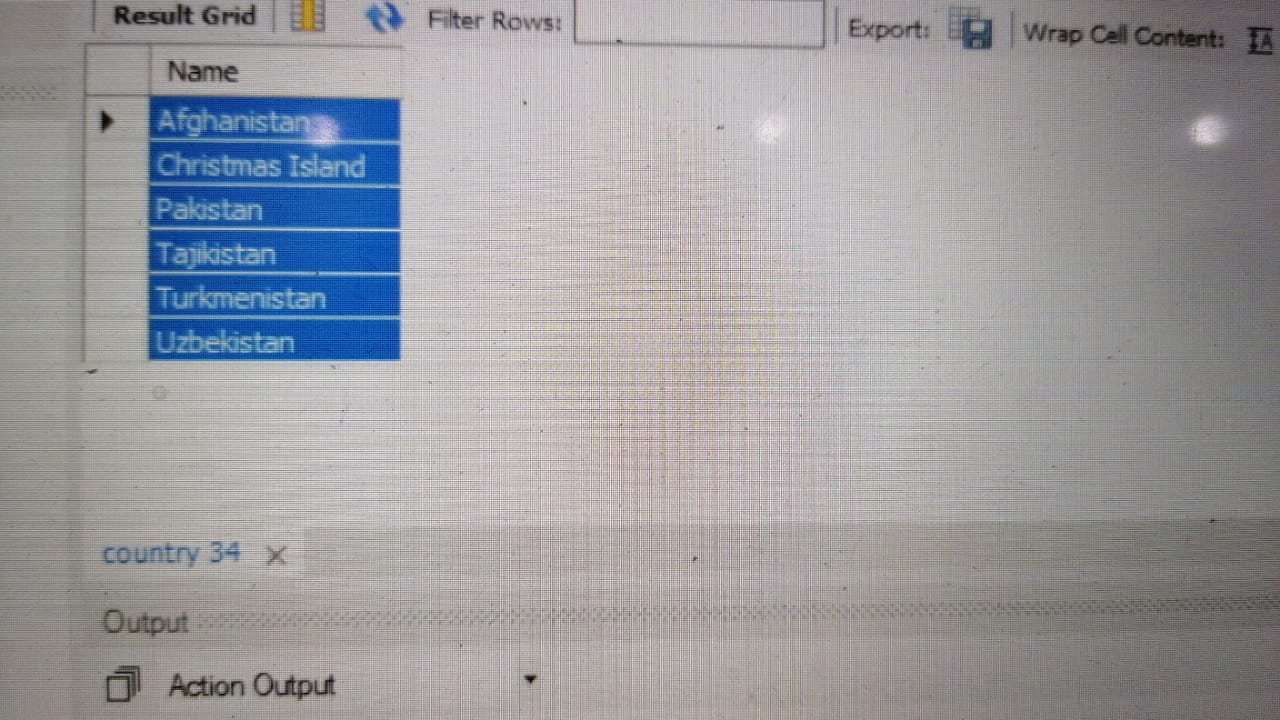 Result Grid Filter Rows: Export: Wrap Cell Content: IA
Name
Afghanistan
Christmas Island
Pakistan
Tajikistan
Turkmenistan
Uzbekistan
country 34 ×
Output
Action Output